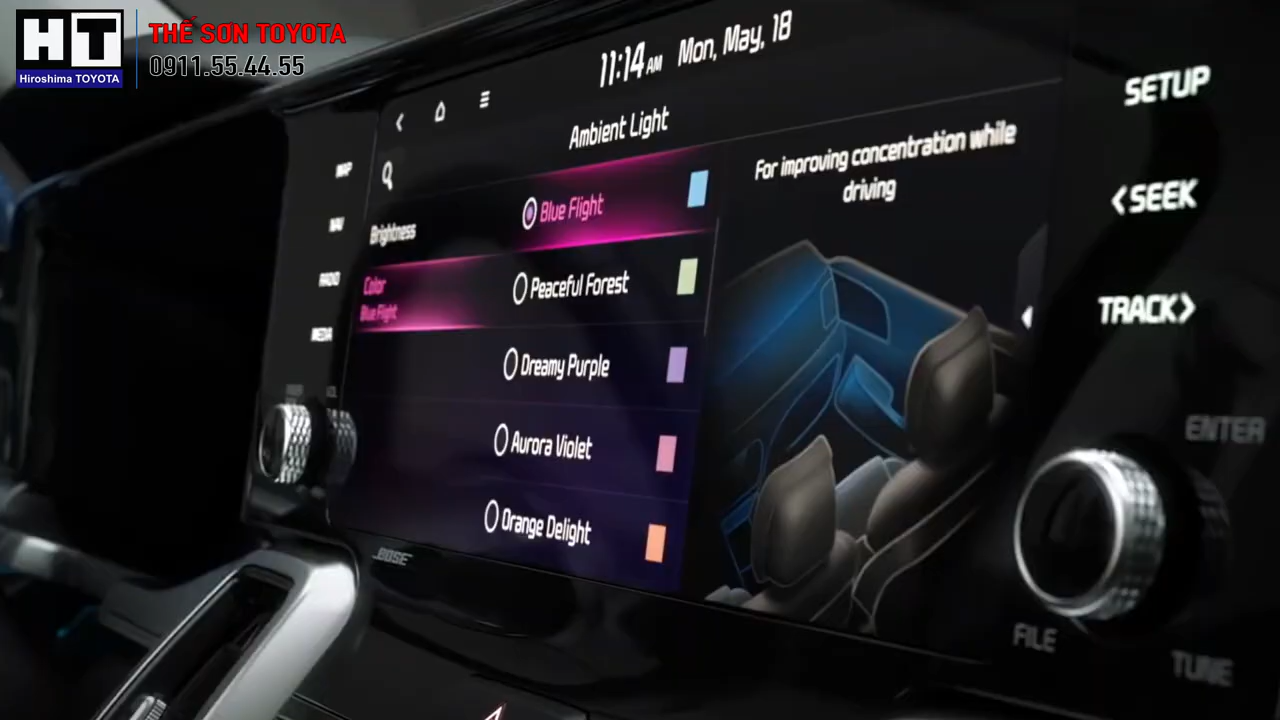 HT
Hiroshima TOYOTA
THẾ SƠN TOYOTA
0911.55.44.55
11:14 AM Mon, May, 18
Ambient Light
Brightness
Color
Blue Flight
Blue Flight
Peaceful Forest
Dreamy Purple
Aurora Violet
Orange Delight
For improving concentration while
driving
MAP
NAV
RADIO
MEDIA
VOL
BOSE
SETUP
<SEEK
TRACK>
ENTER
FILE
TUNE